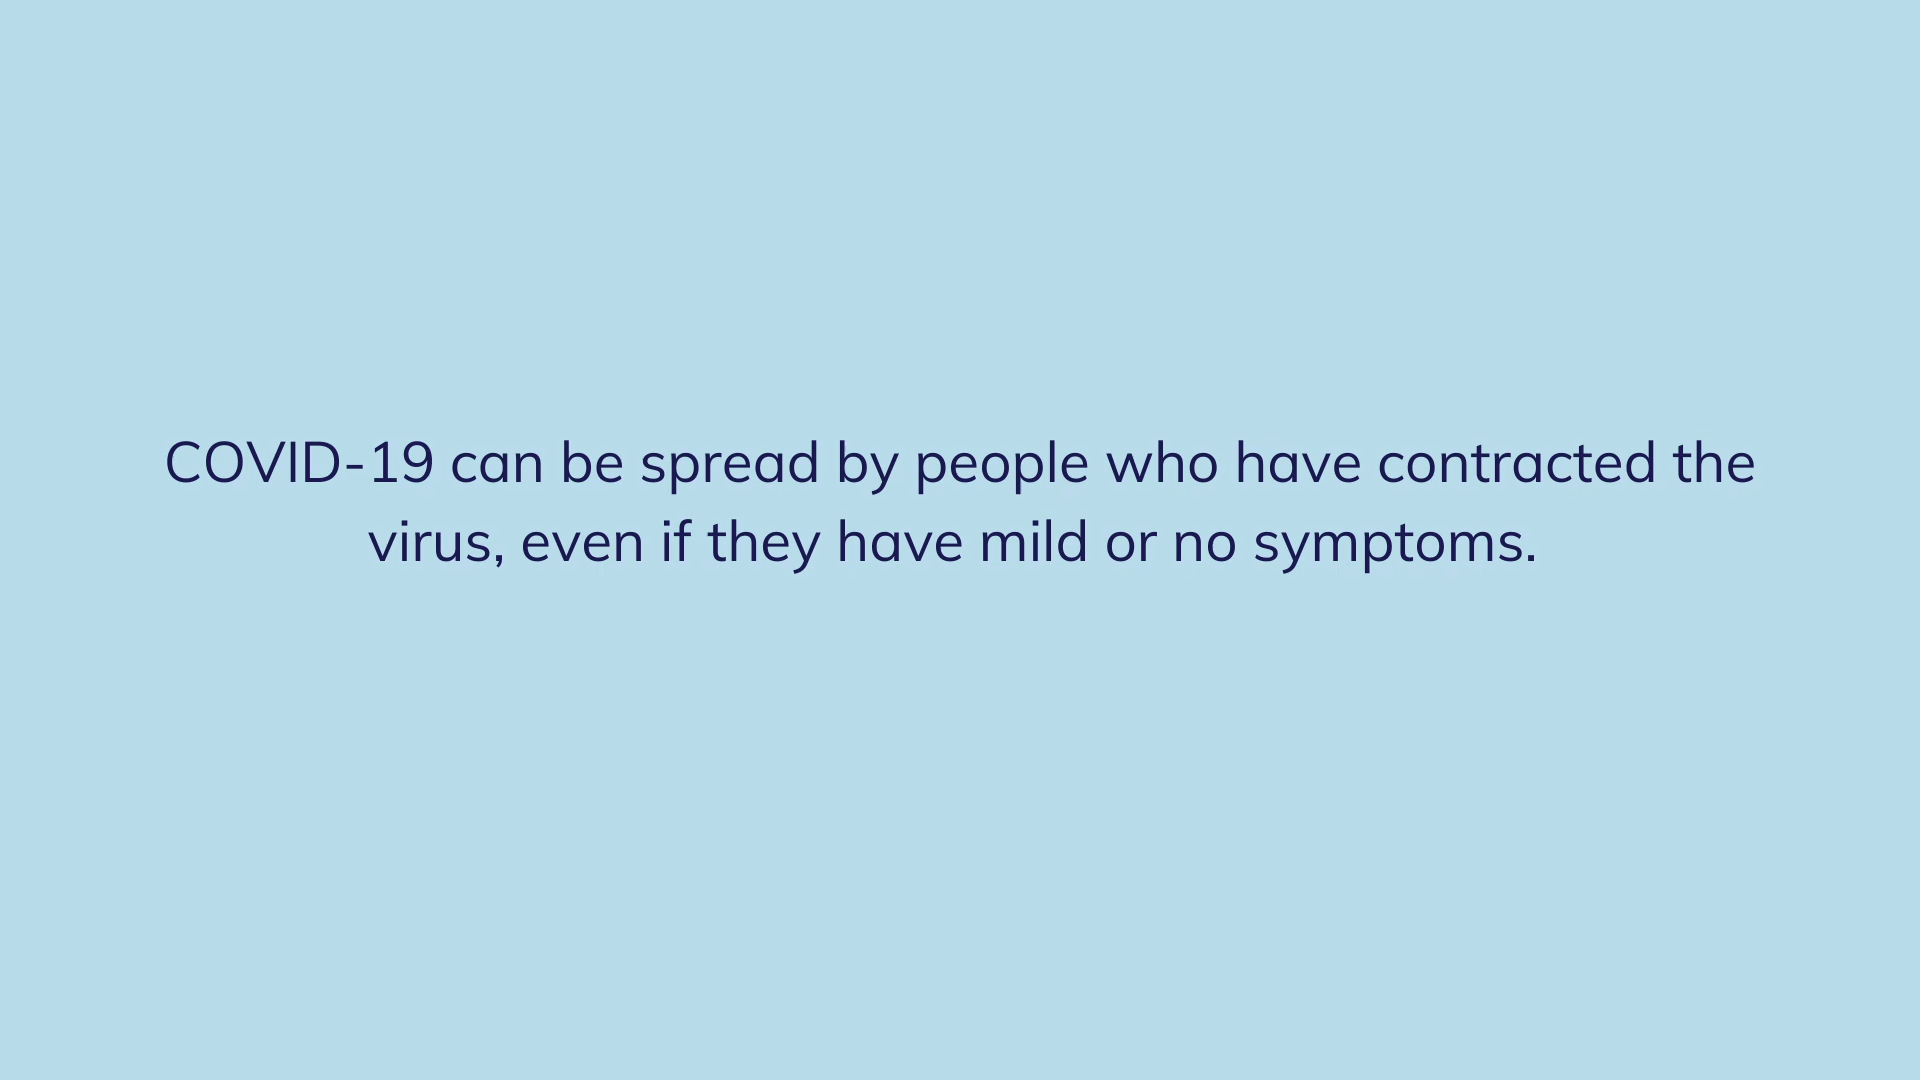 COVID-19 can be spread by people who have contracted the
virus, even if they have mild or no symptoms.